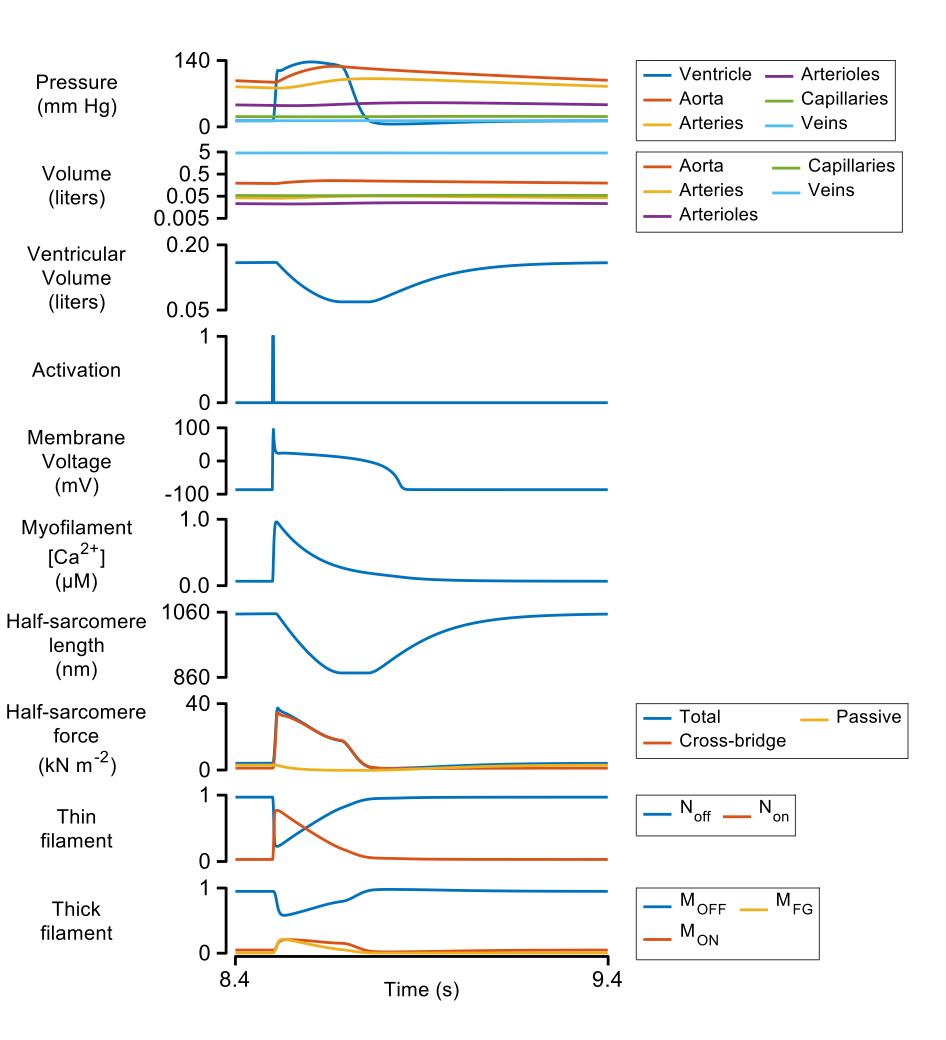 Pressure
(mm Hg)
140
0
Ventricle
Aorta
Arteries
Arterioles
Capillaries
Veins
Volume
(liters)
5
0.5
0.05
0.005
Aorta
Arteries
Arterioles
Capillaries
Veins
Ventricular
Volume
(liters)
0.20
0.05
Activation
1
0
Membrane
Voltage
(mV)
100
0
-100
Myofilament
[Ca2+]
(μM)
1.0
0.0
Half-sarcomere
length
(nm)
1060
860
Half-sarcomere
force
(kN m-2)
40
0
Total
Cross-bridge
Passive
Thin
filament
1
0
Noff
Non
Thick
filament
1
0
MOFF
MON
MFG
8.4
9.4
Time (s)